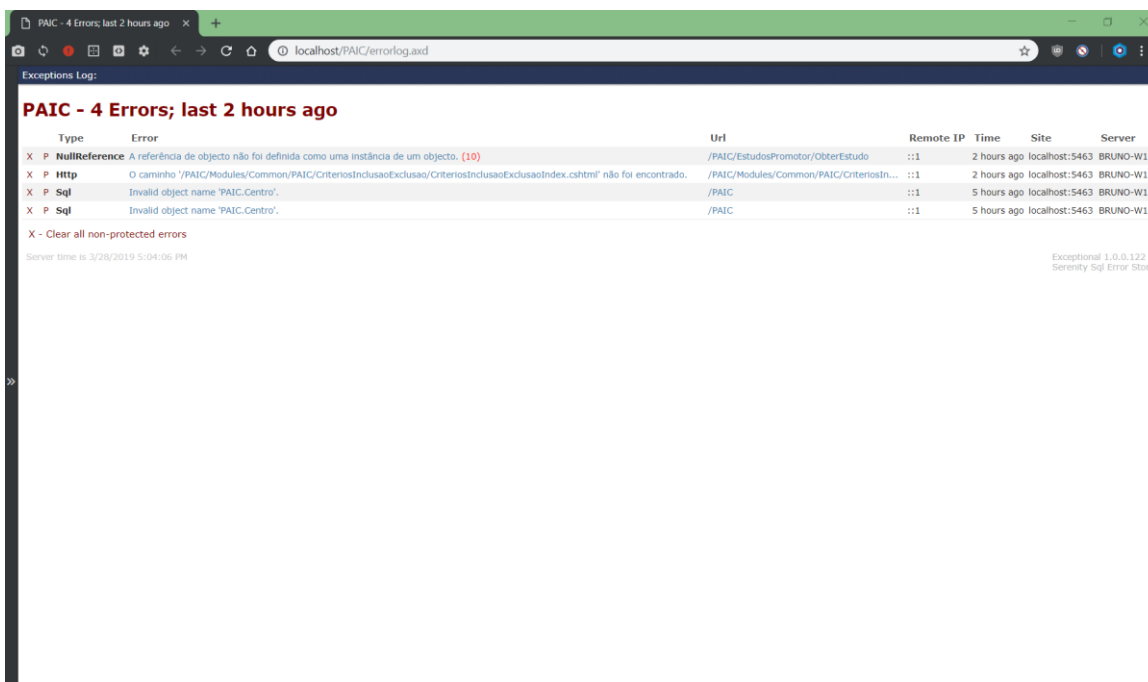 PAIC - 4 Errors; last 2 hours ago
localhost/PAIC/errorlog.axd
Exceptions Log:
PAIC - 4 Errors; last 2 hours ago
Type Error Url Remote IP Time Site Server
X P NullReference A referência de objecto não foi definida como uma instância de um objecto. (10) /PAIC/EstudosPromotor/ObterEstudo ::1 2 hours ago localhost:5463 BRUNO-W1
X P Http O caminho '/PAIC/Modules/Common/PAIC/CriteriosInclusaoExclusao/CriteriosInclusaoExclusaoIndex.cshtml' não foi encontrado. /PAIC/Modules/Common/PAIC/CriteriosIn... ::1 2 hours ago localhost:5463 BRUNO-W1
X P Sql Invalid object name 'PAIC.Centro'. /PAIC ::1 5 hours ago localhost:5463 BRUNO-W1
X P Sql Invalid object name 'PAIC.Centro'. /PAIC ::1 5 hours ago localhost:5463 BRUNO-W1
X - Clear all non-protected errors
Server time is 3/28/2019 5:04:06 PM Exceptional 1.0.0.122
Serenity Sql Error Stor